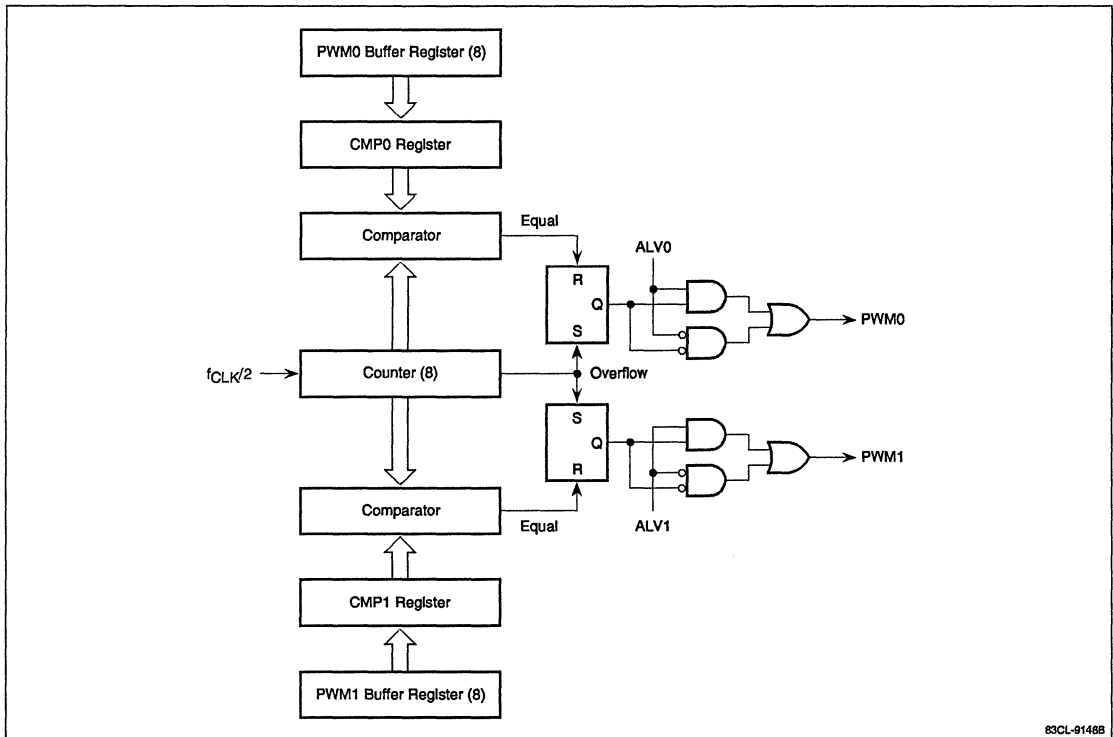 PWM0 Buffer Register (8)
CMP0 Register
Comparator
Equal
ALV0
R
Q
S
PWM0
fCLK/2
Counter (8)
Overflow
S
Q
R
PWM1
Comparator
Equal
ALV1
CMP1 Register
PWM1 Buffer Register (8)
83CL-9148B